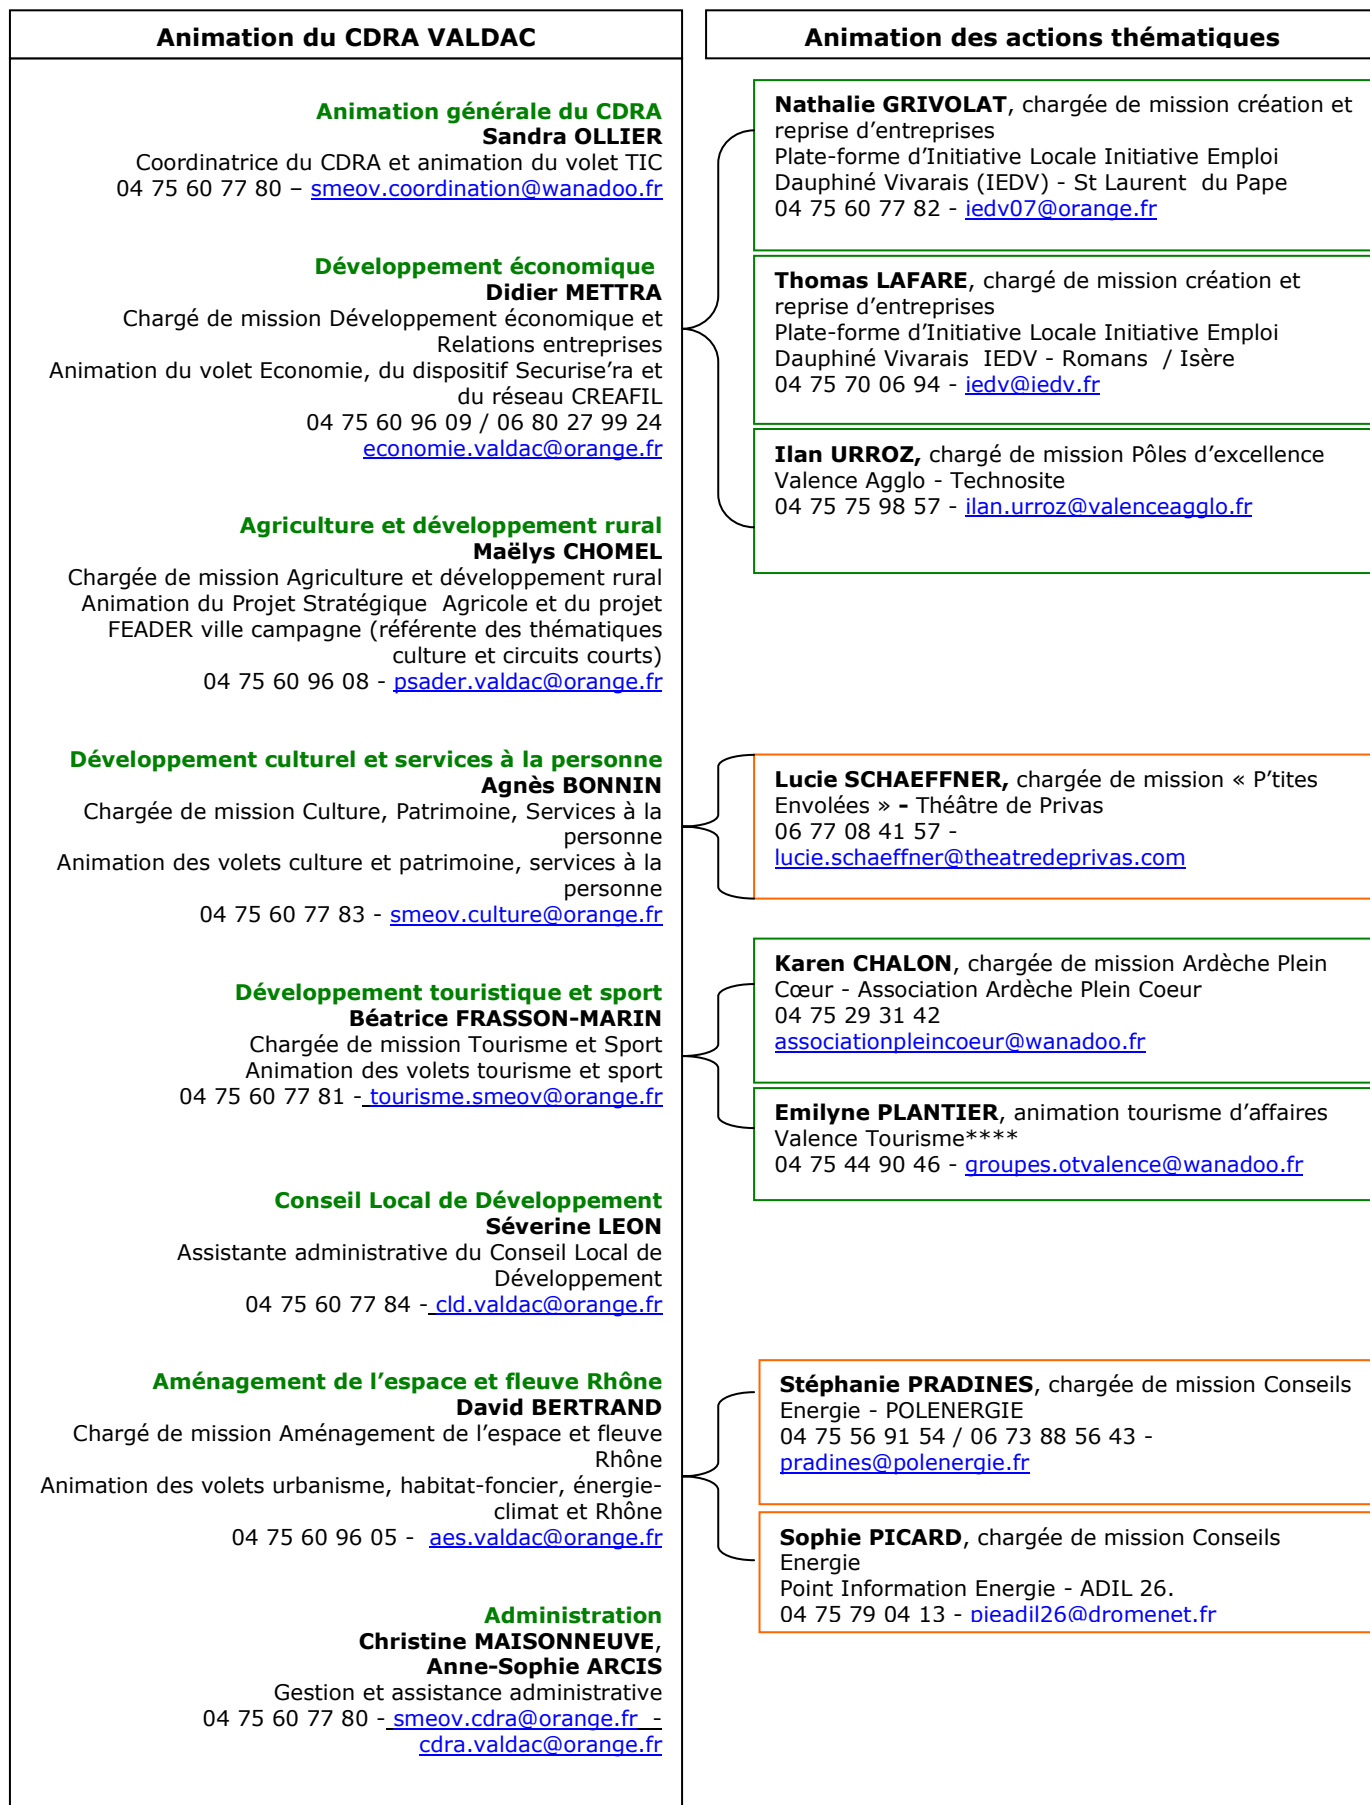 Animation du CDRA VALDAC
Animation générale du CDRA
Sandra OLLIER
Coordinatrice du CDRA et animation du volet TIC
04 75 60 77 80 – smeov.coordination@wanadoo.fr
Développement économique
Didier METTRA
Chargé de mission Développement économique et
Relations entreprises
Animation du volet Economie, du dispositif Securise’ra et
du réseau CREAFIL
04 75 60 96 09 / 06 80 27 99 24
economie.valdac@orange.fr
Agriculture et développement rural
Maëlys CHOMEL
Chargée de mission Agriculture et développement rural
Animation du Projet Stratégique Agricole et du projet
FEADER ville campagne (référente des thématiques
culture et circuits courts)
04 75 60 96 08 - psader.valdac@orange.fr
Développement culturel et services à la personne
Agnès BONNIN
Chargée de mission Culture, Patrimoine, Services à la
personne
Animation des volets culture et patrimoine, services à la
personne
04 75 60 77 83 - smeov.culture@orange.fr
Développement touristique et sport
Béatrice FRASSON-MARIN
Chargée de mission Tourisme et Sport
Animation des volets tourisme et sport
04 75 60 77 81 - tourisme.smeov@orange.fr
Conseil Local de Développement
Séverine LEON
Assistante administrative du Conseil Local de
Développement
04 75 60 77 84 - cld.valdac@orange.fr
Aménagement de l’espace et fleuve Rhône
David BERTRAND
Chargé de mission Aménagement de l’espace et fleuve
Rhône
Animation des volets urbanisme, habitat-foncier, énergie-
climat et Rhône
04 75 60 96 05 - aes.valdac@orange.fr
Administration
Christine MAISONNEUVE,
Anne-Sophie ARCIS
Gestion et assistance administrative
04 75 60 77 80 - smeov.cdra@orange.fr -
cdra.valdac@orange.fr
Animation des actions thématiques
Nathalie GRIVOLAT, chargée de mission création et
reprise d’entreprises
Plate-forme d’Initiative Locale Initiative Emploi
Dauphiné Vivarais (IEDV) - St Laurent du Pape
04 75 60 77 82 - iedv07@orange.fr
Thomas LAFARE, chargé de mission création et
reprise d’entreprises
Plate-forme d’Initiative Locale Initiative Emploi
Dauphiné Vivarais IEDV - Romans / Isère
04 75 70 06 94 - iedv@iedv.fr
Ilan URROZ, chargé de mission Pôles d’excellence
Valence Agglo - Technosite
04 75 75 98 57 - ilan.urroz@valenceagglo.fr
Lucie SCHAEFFNER, chargée de mission « P’tites
Envolées » - Théâtre de Privas
06 77 08 41 57 -
lucie.schaeffner@theatredeprivas.com
Karen CHALON, chargée de mission Ardèche Plein
Cœur - Association Ardèche Plein Coeur
04 75 29 31 42
associationpleincoeur@wanadoo.fr
Emilyne PLANTIER, animation tourisme d’affaires
Valence Tourisme****
04 75 44 90 46 - groupes.otvalence@wanadoo.fr
Stéphanie PRADINES, chargée de mission Conseils
Energie - POLENERGIE
04 75 56 91 54 / 06 73 88 56 43 -
pradines@polenergie.fr
Sophie PICARD, chargée de mission Conseils
Energie
Point Information Energie - ADIL 26.
04 75 79 04 13 - pieadil26@dromenet.fr